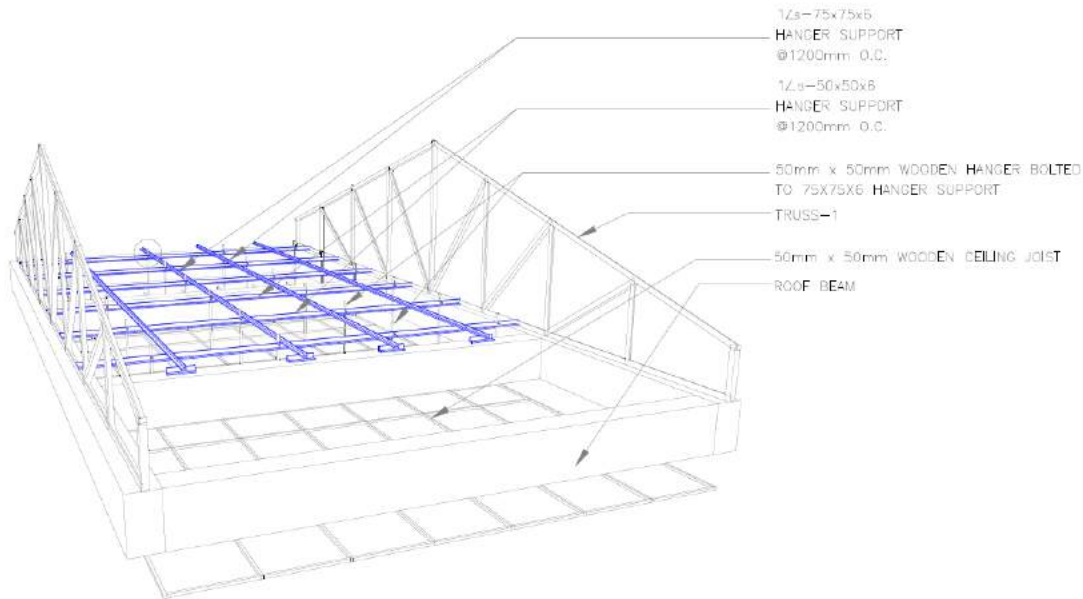 1∠s-75x75x6
HANGER SUPPORT
@1200mm O.C.
1∠s-50x50x6
HANGER SUPPORT
@1200mm O.C.
50mm x 50mm WOODEN HANGER BOLTED
TO 75X75X6 HANGER SUPPORT
TRUSS-1
50mm x 50mm WOODEN CEILING JOIST
ROOF BEAM